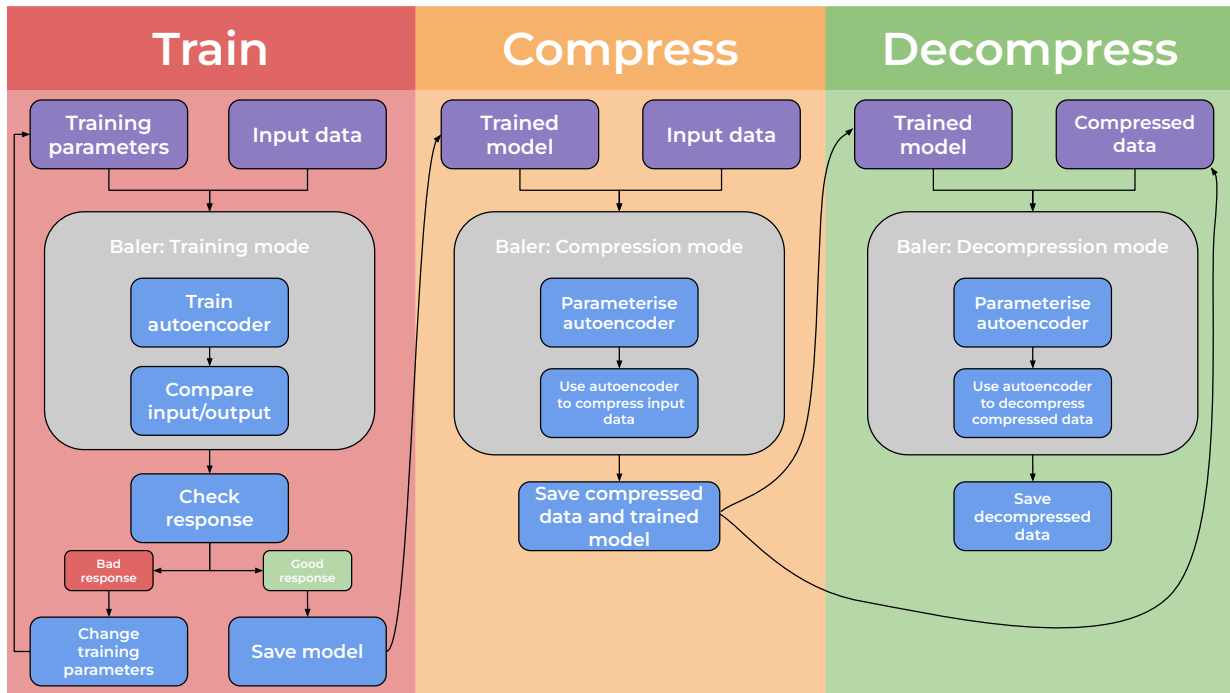 Train
Compress
Decompress
Training
parameters
Input data
Trained
model
Input data
Trained
model
Compressed
data
Baler: Training mode
Baler: Compression mode
Baler: Decompression mode
Train
autoencoder
Compare
input/output
Parameterise
autoencoder
Use autoencoder
to compress input
data
Parameterise
autoencoder
Use autoencoder
to decompress
compressed data
Check
response
Save compressed
data and trained
model
Save
decompressed
data
Bad
response
Good
response
Change
training
parameters
Save model